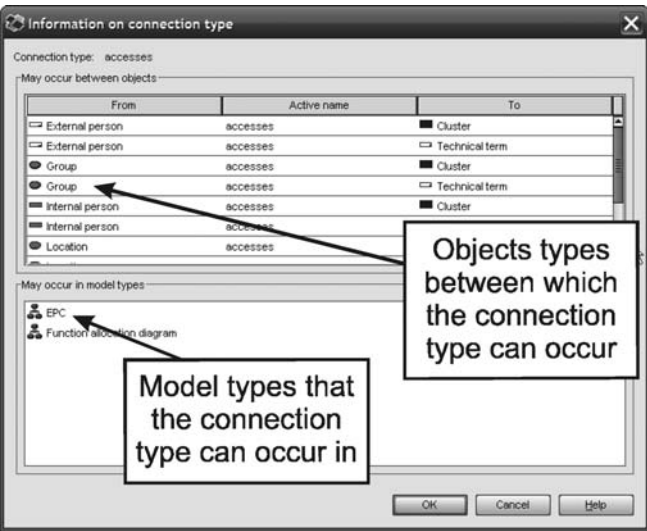 Information on connection type
Connection type: accesses
May occur between objects
From Active name To
External person accesses Cluster
External person accesses Technical term
Group accesses Cluster
Group accesses Technical term
Internal person accesses Cluster
Internal person accesses
Location accesses
Objects types
between which
the connection
type can occur
May occur in model types
EPC
Function allocation diagram
Model types that
the connection
type can occur in
OK Cancel Help